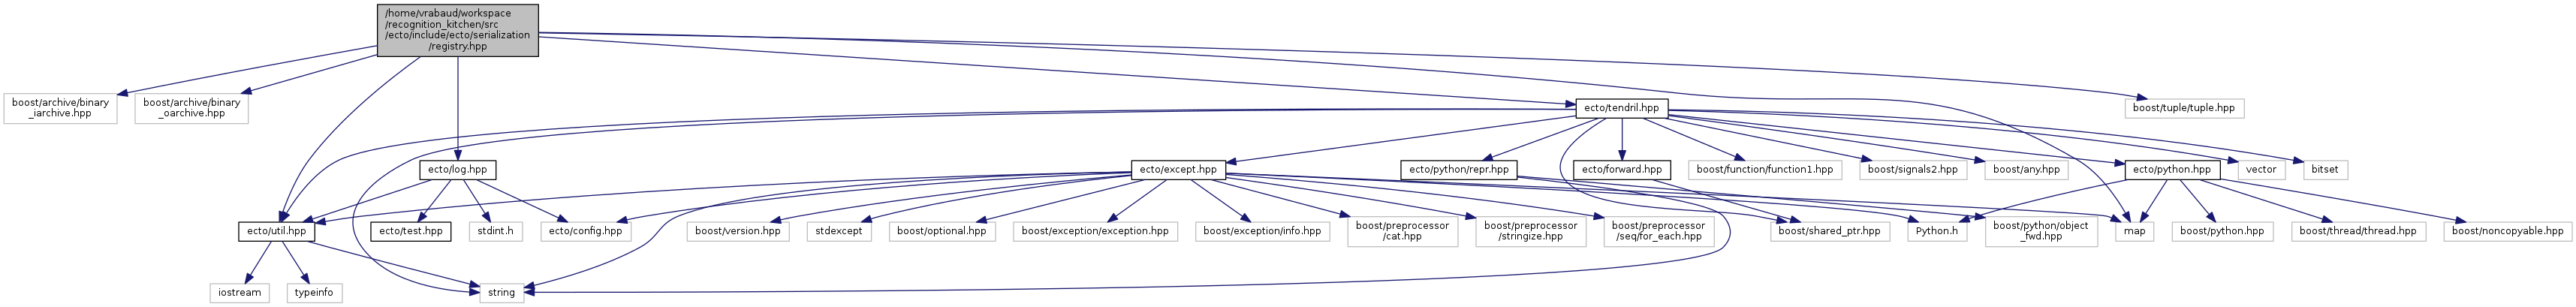 /home/vrabaud/workspace
/recognition_kitchen/src
/ecto/include/ecto/serialization
/registry.hpp
boost/archive/binary
_iarchive.hpp
boost/archive/binary
_oarchive.hpp
ecto/tendril.hpp
boost/tuple/tuple.hpp
ecto/log.hpp
ecto/except.hpp
ecto/python/repr.hpp
ecto/forward.hpp
boost/function/function1.hpp
boost/signals2.hpp
boost/any.hpp
ecto/python.hpp
vector
bitset
ecto/util.hpp
ecto/test.hpp
stdint.h
ecto/config.hpp
boost/version.hpp
stdexcept
boost/optional.hpp
boost/exception/exception.hpp
boost/exception/info.hpp
boost/preprocessor
/cat.hpp
boost/preprocessor
/stringize.hpp
boost/preprocessor
/seq/for_each.hpp
boost/shared_ptr.hpp
Python.h
boost/python/object
_fwd.hpp
map
boost/python.hpp
boost/thread/thread.hpp
boost/noncopyable.hpp
iostream
typeinfo
string